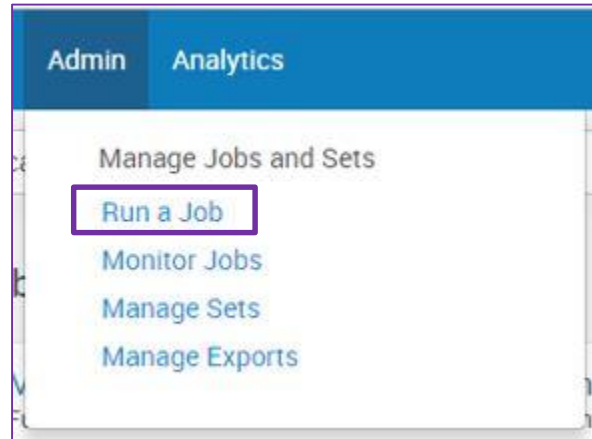 Admin Analytics
Manage Jobs and Sets
Run a Job
Monitor Jobs
Manage Sets
Manage Exports